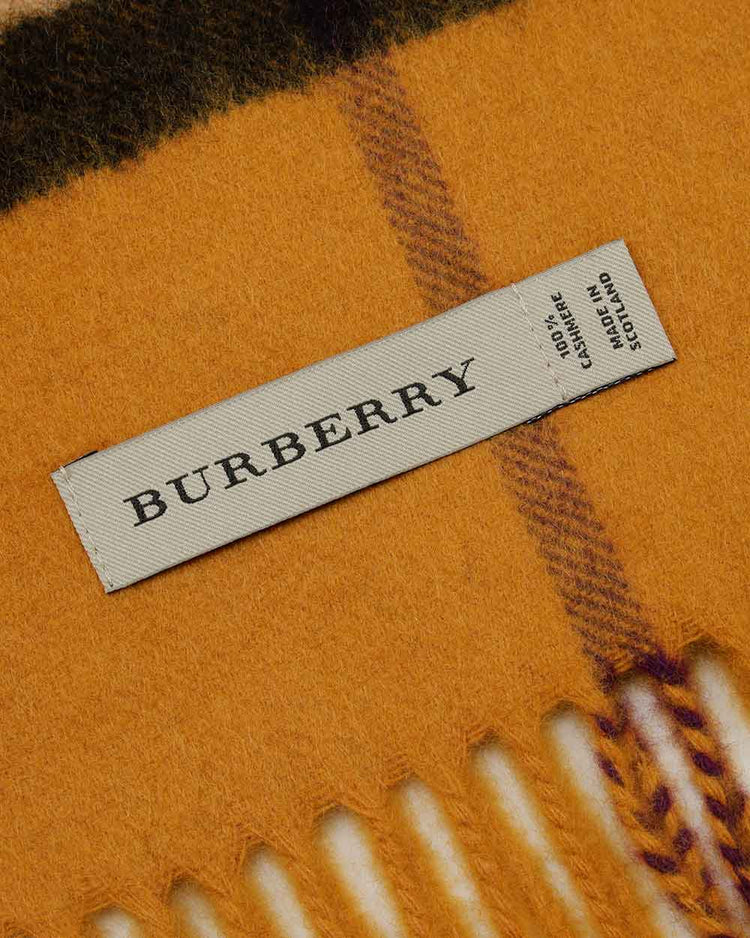 BURBERRY
100%
CASHMERE
MADE IN
SCOTLAND